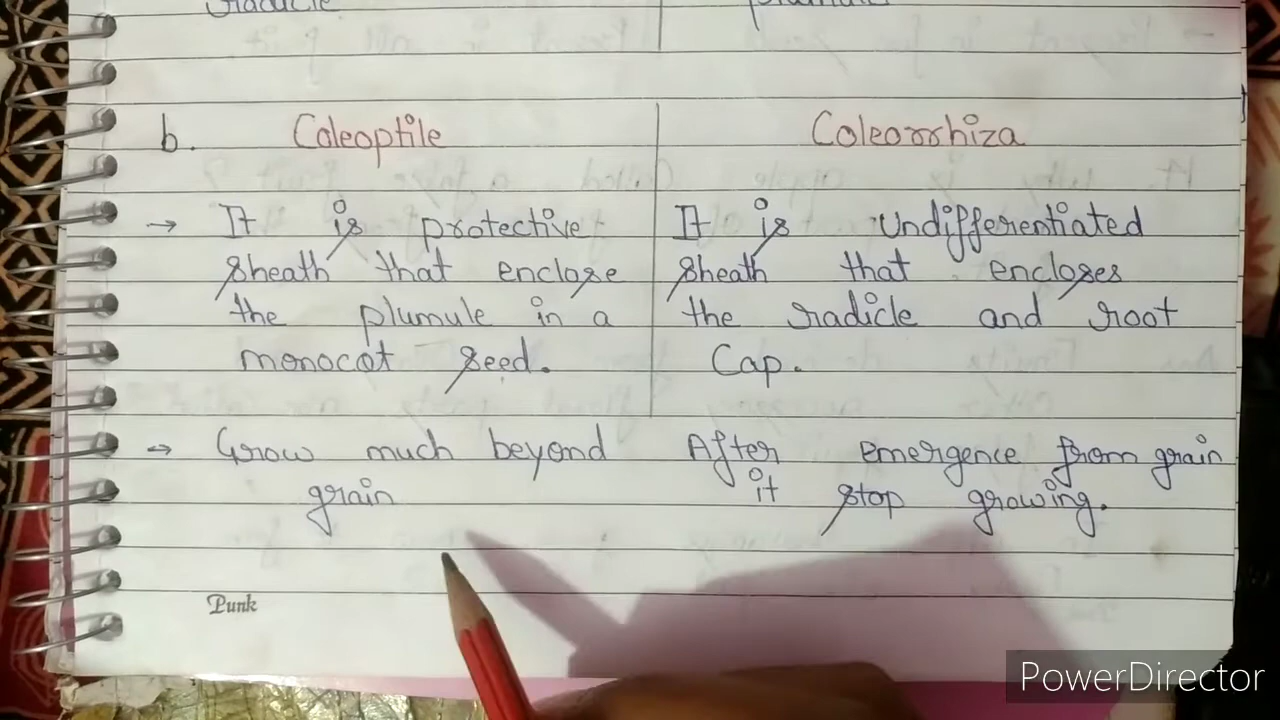 radicle
b. Coleoptile Coleorrhiza
→ It is protective It is Undifferentiated
sheath that enclose sheath that encloses
the plumule in a the radicle and root
monocot seed. Cap.
→ Grow much beyond After emergence from grain
grain it stop growing.
Punk
PowerDirector